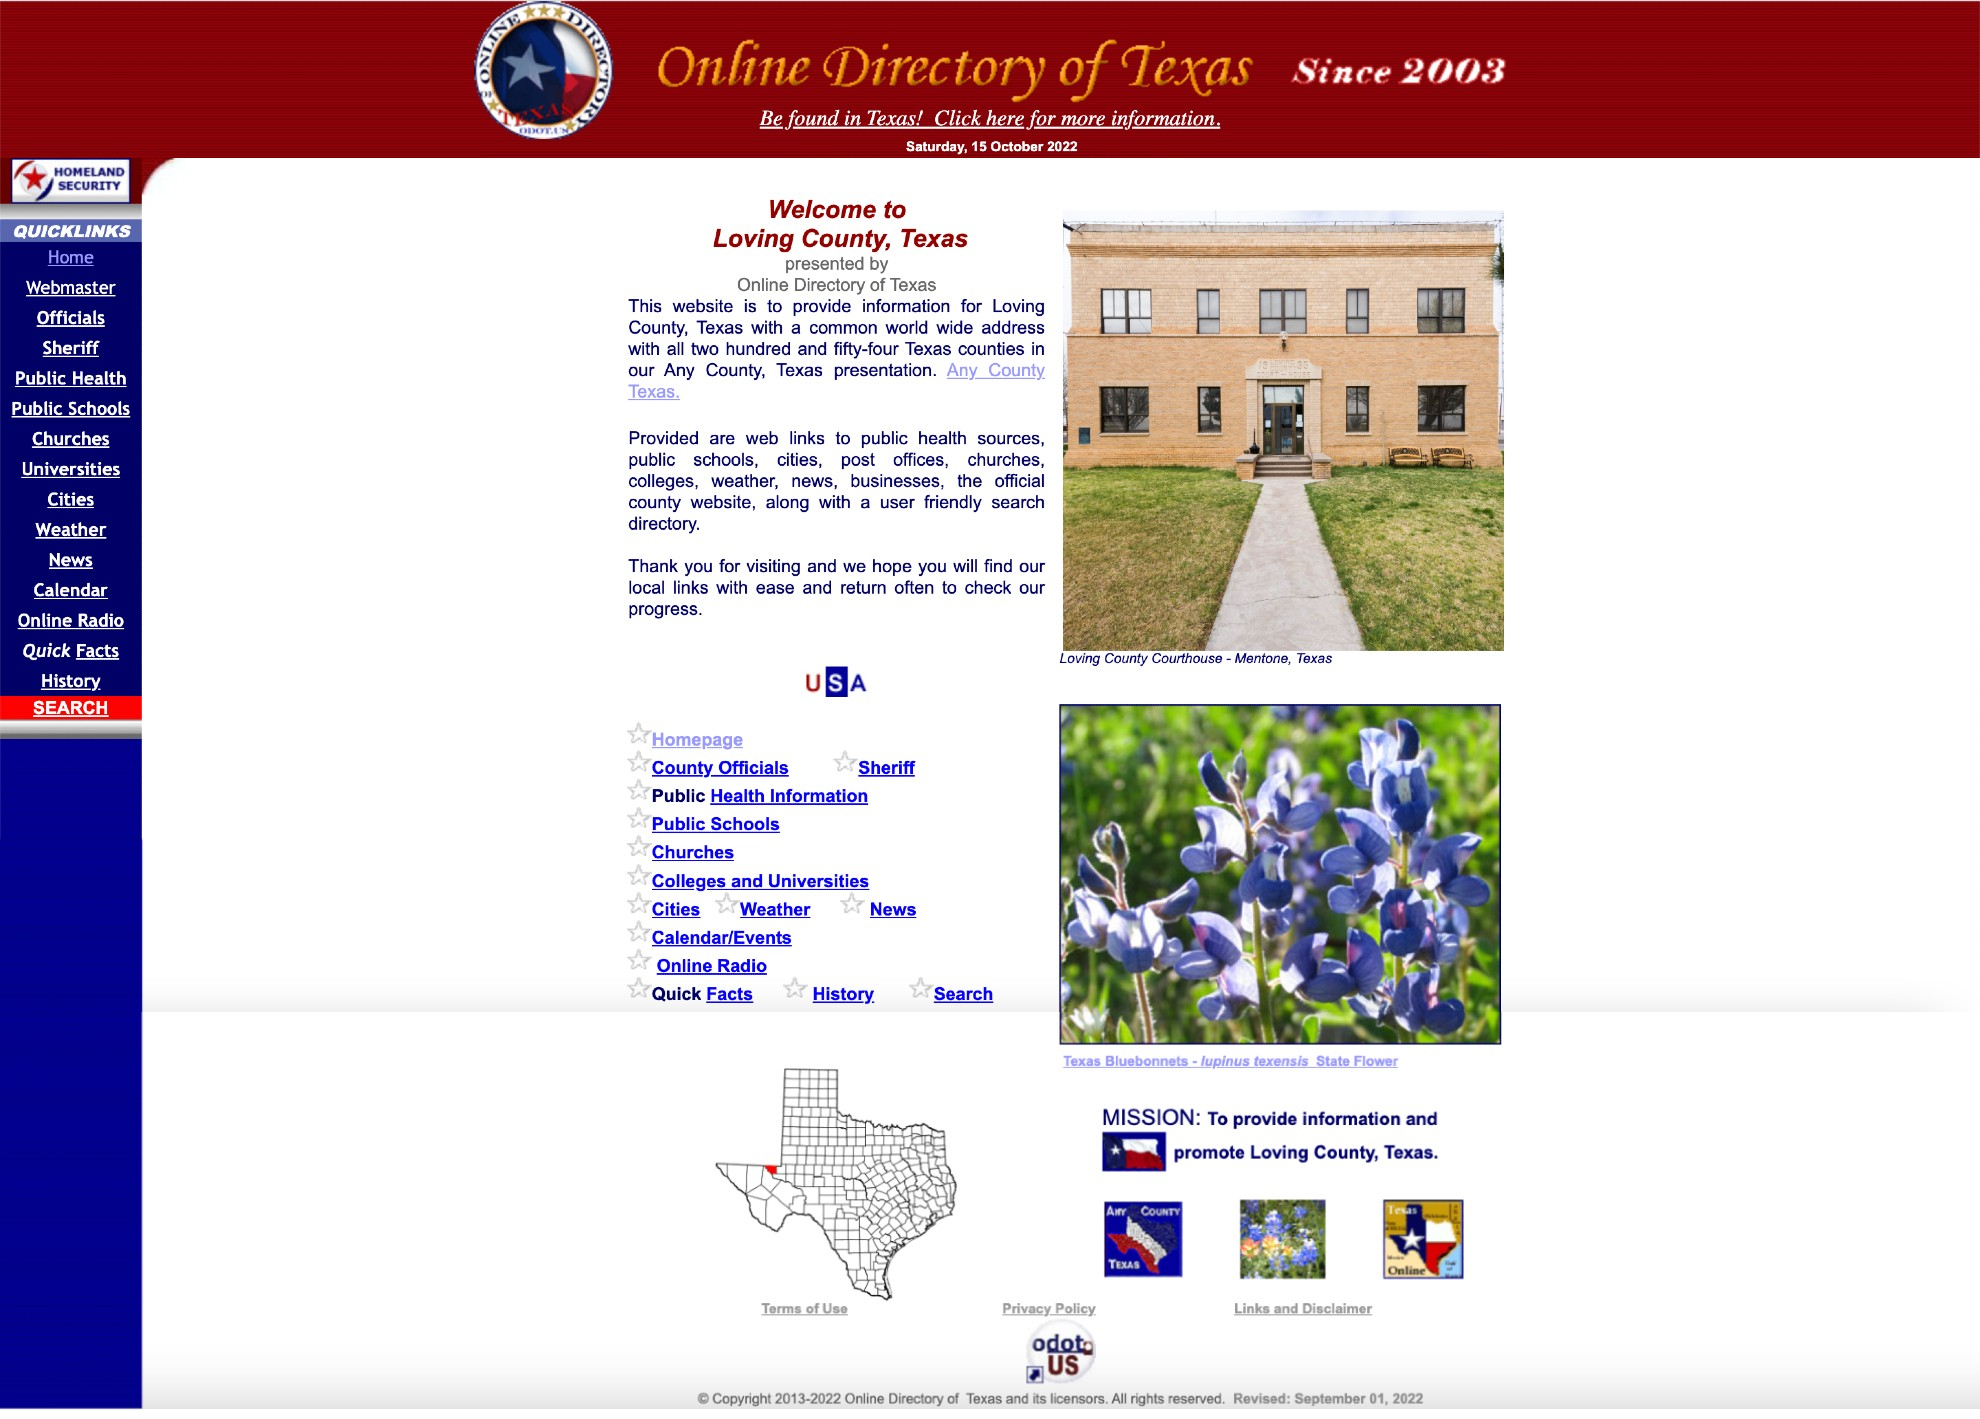 ONLINE DIRECTORY OF TEXAS
ODOT.US
Online Directory of Texas Since 2003
Be found in Texas! Click here for more information.
Saturday, 15 October 2022
HOMELAND
SECURITY
QUICKLINKS
Home
Webmaster
Officials
Sheriff
Public Health
Public Schools
Churches
Universities
Cities
Weather
News
Calendar
Online Radio
Quick Facts
History
SEARCH
Welcome to
Loving County, Texas
presented by
Online Directory of Texas
This website is to provide information for Loving
County, Texas with a common world wide address
with all two hundred and fifty-four Texas counties in
our Any County, Texas presentation. Any County
Texas.
Provided are web links to public health sources,
public schools, cities, post offices, churches,
colleges, weather, news, businesses, the official
county website, along with a user friendly search
directory.
Thank you for visiting and we hope you will find our
local links with ease and return often to check our
progress.
USA
Homepage
County Officials Sheriff
Public Health Information
Public Schools
Churches
Colleges and Universities
Cities Weather News
Calendar/Events
Online Radio
Quick Facts History Search
Loving County Courthouse - Mentone, Texas
Texas Bluebonnets - lupinus texensis State Flower
MISSION: To provide information and
promote Loving County, Texas.
ANY COUNTY
TEXAS
Texas
Online
Terms of Use Privacy Policy Links and Disclaimer
odot
US
© Copyright 2013-2022 Online Directory of Texas and its licensors. All rights reserved. Revised: September 01, 2022